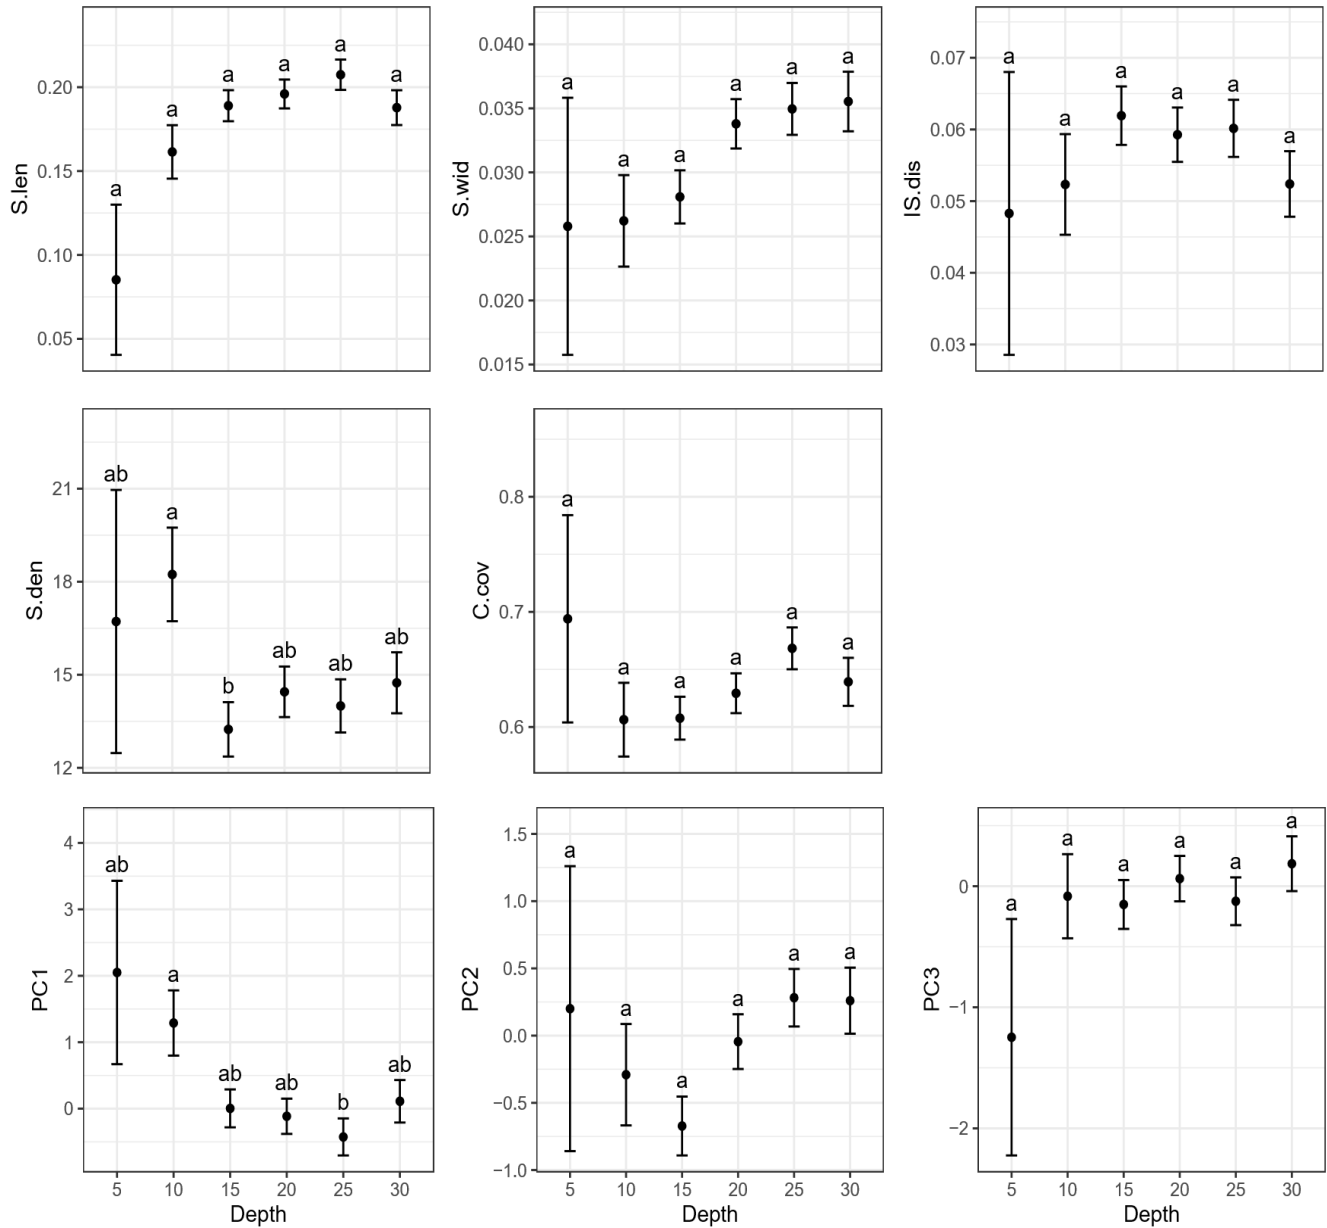 S.len
0.20
0.15
0.10
0.05
a a a a a a
S.wid
0.040
0.035
0.030
0.025
0.020
0.015
a a a a a a
IS.dis
0.07
0.06
0.05
0.04
0.03
a a a a a a
S.den
21
18
15
12
ab a b ab ab ab
C.cov
0.8
0.7
0.6
a a a a a a
PC1
4
3
2
1
0
ab a ab ab b ab
5 10 15 20 25 30
Depth
PC2
1.5
1.0
0.5
0.0
−0.5
−1.0
a a a a a a
5 10 15 20 25 30
Depth
PC3
0
−1
−2
a a a a a a
5 10 15 20 25 30
Depth